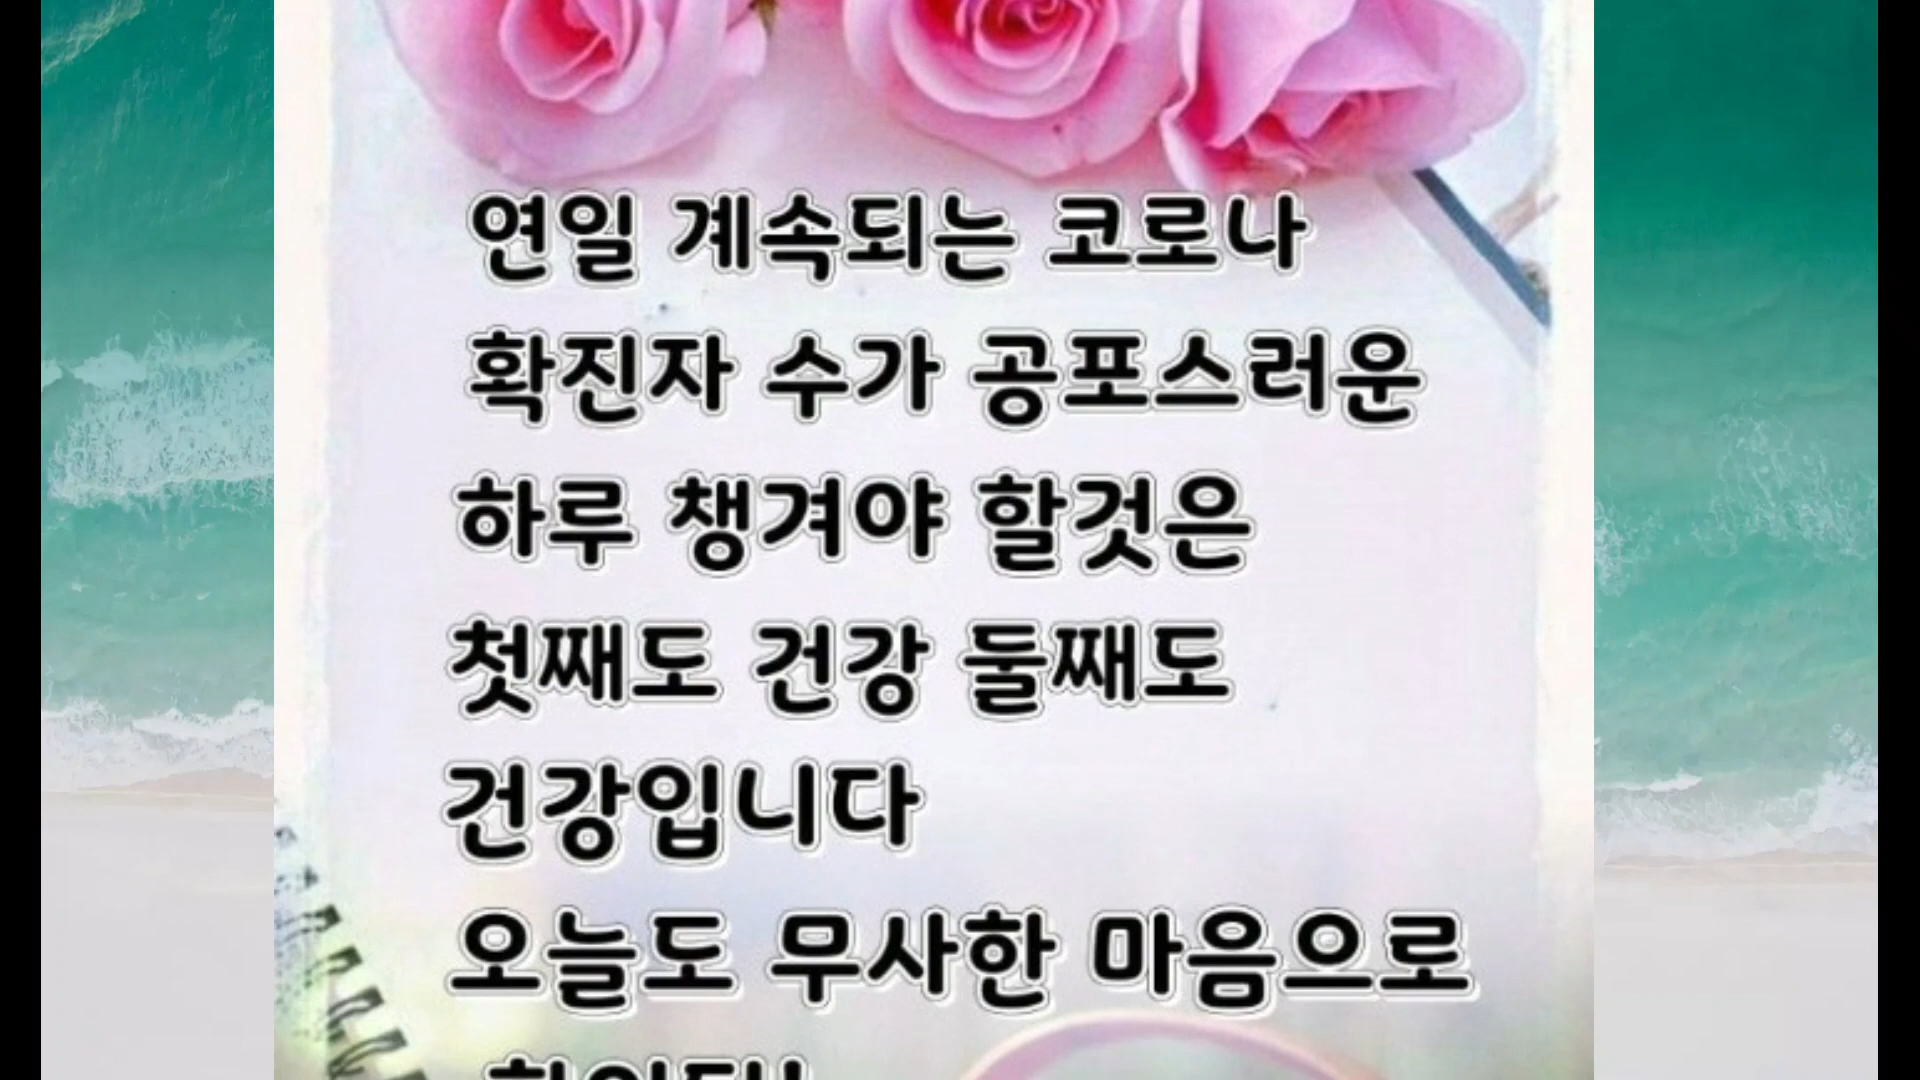 연일 계속되는 코로나
확진자 수가 공포스러운
하루 챙겨야 할것은
첫째도 건강 둘째도
건강입니다
오늘도 무사한 마음으로